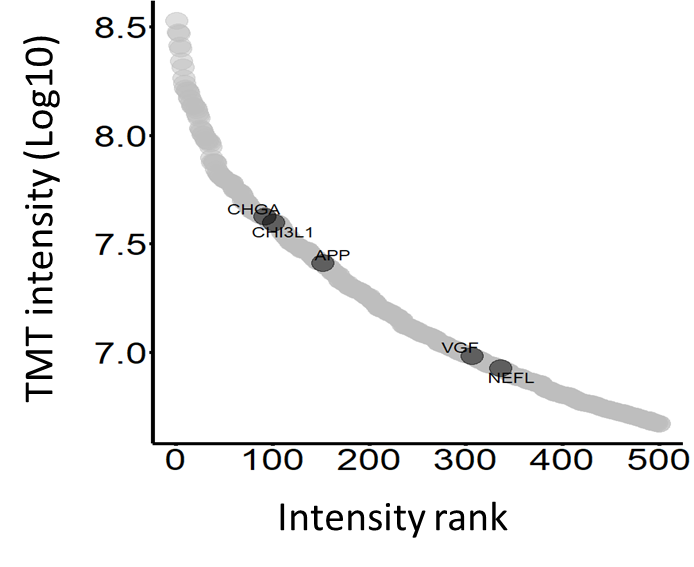 TMT intensity (Log10)
8.5
8.0
7.5
7.0
CHGA
CHI3L1
APP
VGF
NEFL
0 100 200 300 400 500
Intensity rank